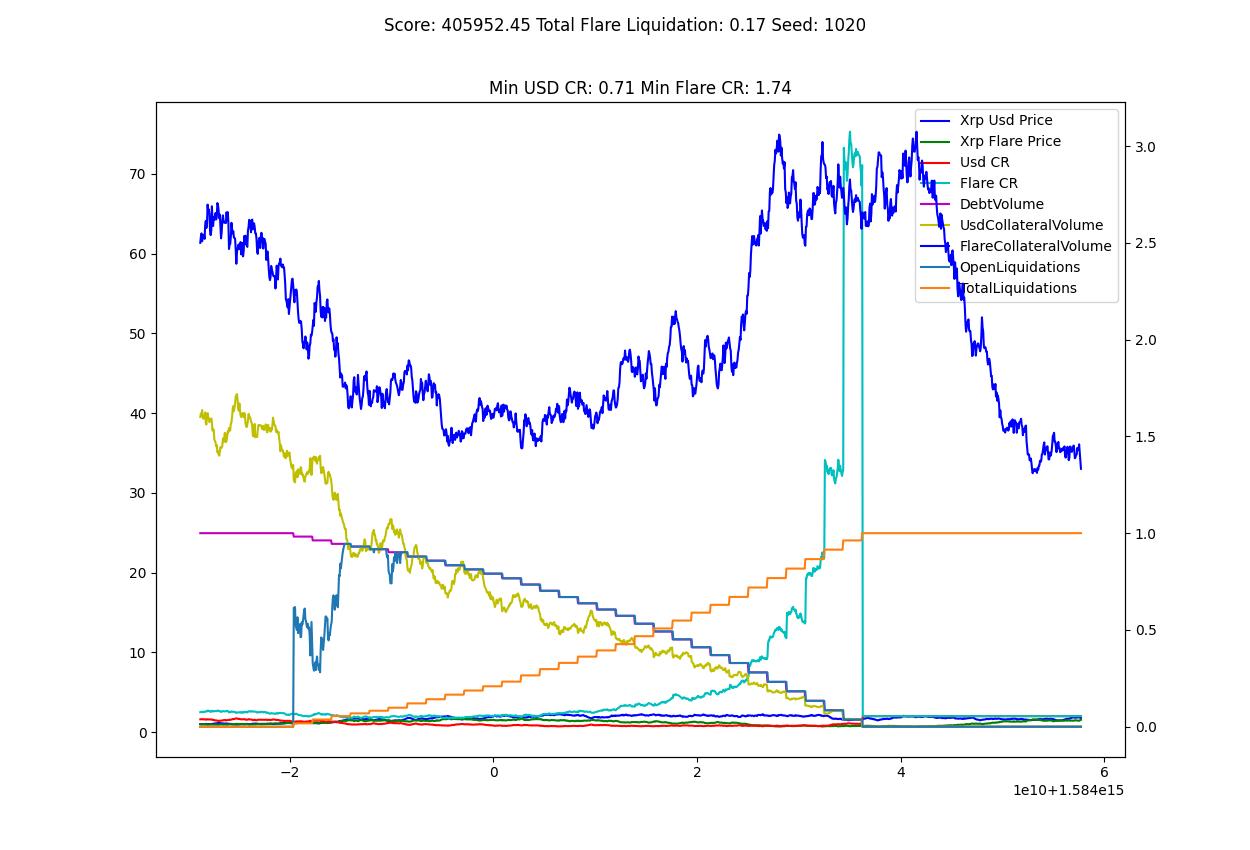 Score: 405952.45 Total Flare Liquidation: 0.17 Seed: 1020
Min USD CR: 0.71 Min Flare CR: 1.74
Xrp Usd Price
Xrp Flare Price
Usd CR
Flare CR
DebtVolume
UsdCollateralVolume
FlareCollateralVolume
OpenLiquidations
TotalLiquidations
70
60
50
40
30
20
10
0
3.0
2.5
2.0
1.5
1.0
0.5
0.0
−2
0
2
4
6
1e10+1.584e15